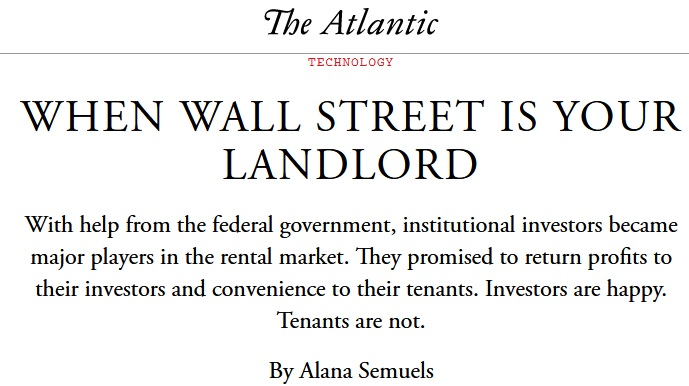 The Atlantic
TECHNOLOGY
WHEN WALL STREET IS YOUR
LANDLORD
With help from the federal government, institutional investors became
major players in the rental market. They promised to return profits to
their investors and convenience to their tenants. Investors are happy.
Tenants are not.
By Alana Semuels